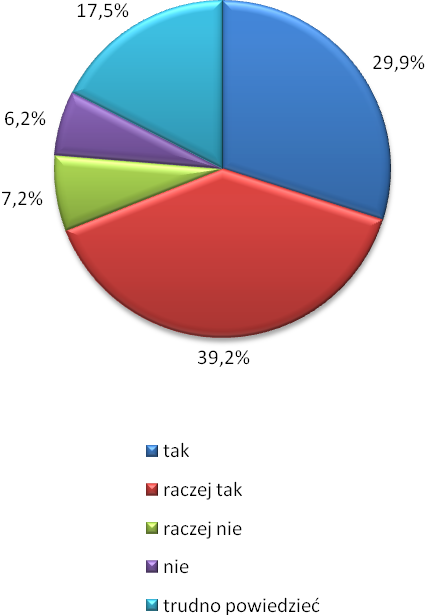 17,5%
29,9%
6,2%
7,2%
39,2%
tak
raczej tak
raczej nie
nie
trudno powiedzieć